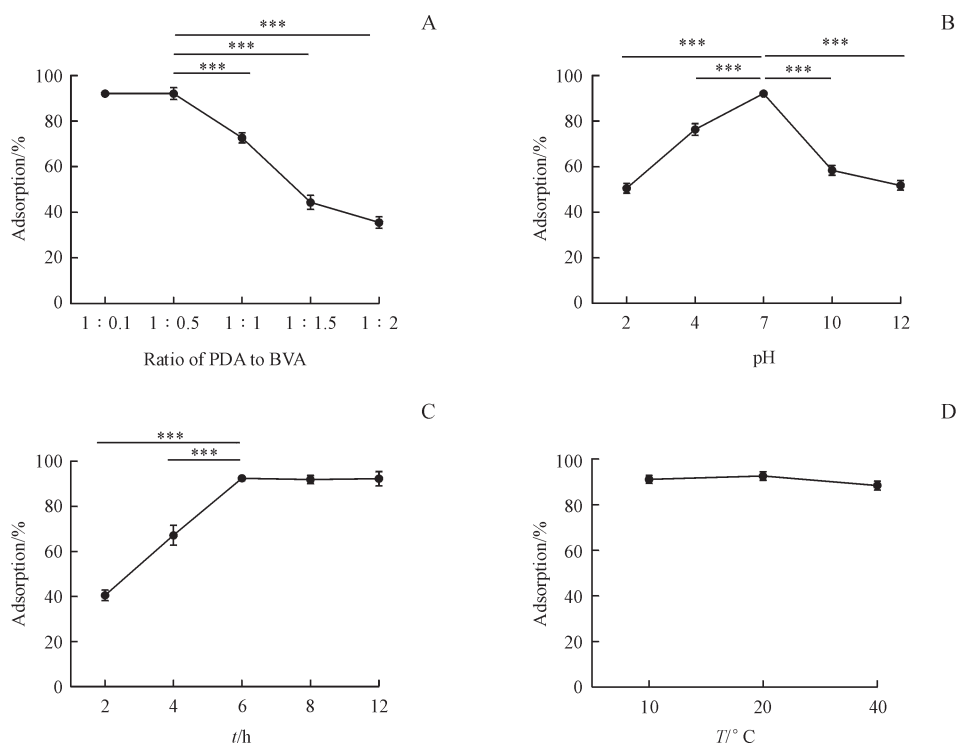 A
***
***
***
100
80
60
40
20
0
Adsorption/%
1∶0.1 1∶0.5 1∶1 1∶1.5 1∶2
Ratio of PDA to BVA
B
*** ***
*** ***
100
80
60
40
20
0
Adsorption/%
2 4 7 10 12
pH
C
***
***
100
80
60
40
20
0
Adsorption/%
2 4 6 8 12
t/h
D
100
80
60
40
20
0
Adsorption/%
10 20 40
T/° C